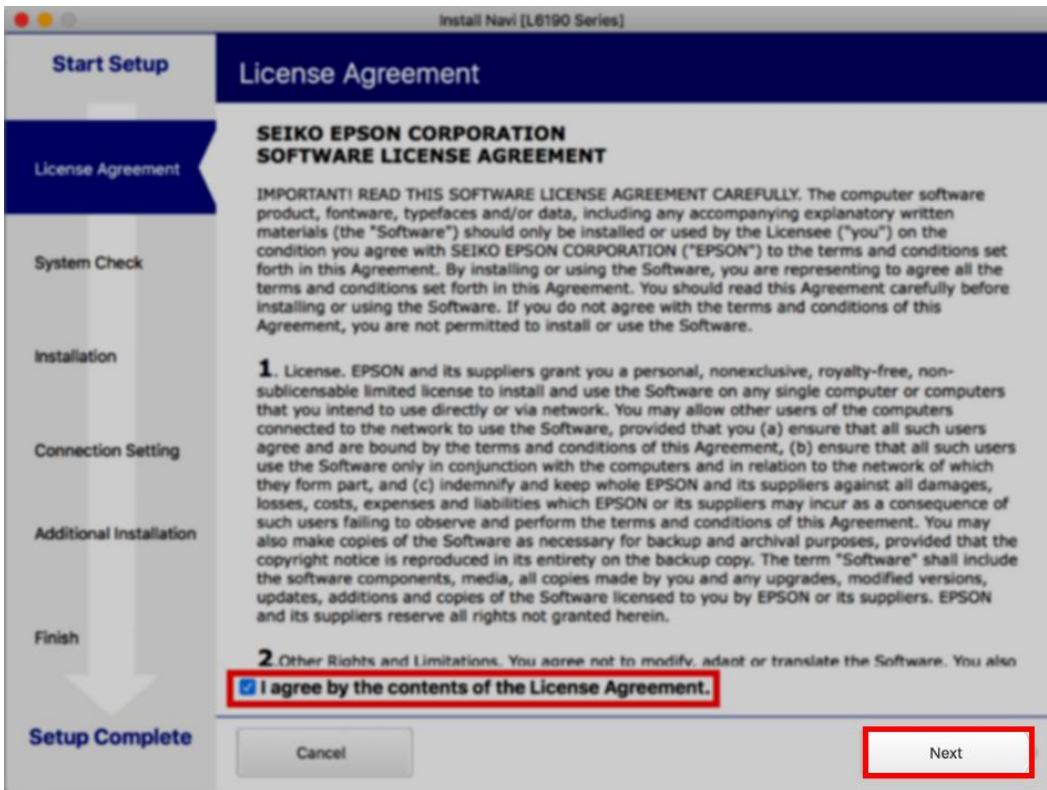 Install Navi [L6190 Series]
Start Setup
License Agreement
System Check
Installation
Connection Setting
Additional Installation
Finish
Setup Complete
License Agreement
SEIKO EPSON CORPORATION
SOFTWARE LICENSE AGREEMENT
IMPORTANT! READ THIS SOFTWARE LICENSE AGREEMENT CAREFULLY. The computer software
product, fontware, typefaces and/or data, including any accompanying explanatory written
materials (the "Software") should only be installed or used by the Licensee ("you") on the
condition you agree with SEIKO EPSON CORPORATION ("EPSON") to the terms and conditions set
forth in this Agreement. By installing or using the Software, you are representing to agree all the
terms and conditions set forth in this Agreement. You should read this Agreement carefully before
installing or using the Software. If you do not agree with the terms and conditions of this
Agreement, you are not permitted to install or use the Software.
1. License. EPSON and its suppliers grant you a personal, nonexclusive, royalty-free, non-
sublicensable limited license to install and use the Software on any single computer or computers
that you intend to use directly or via network. You may allow other users of the computers
connected to the network to use the Software, provided that you (a) ensure that all such users
agree and are bound by the terms and conditions of this Agreement, (b) ensure that all such users
use the Software only in conjunction with the computers and in relation to the network of which
they form part, and (c) indemnify and keep whole EPSON and its suppliers against all damages,
losses, costs, expenses and liabilities which EPSON or its suppliers may incur as a consequence of
such users failing to observe and perform the terms and conditions of this Agreement. You may
also make copies of the Software as necessary for backup and archival purposes, provided that the
copyright notice is reproduced in its entirety on the backup copy. The term "Software" shall include
the software components, media, all copies made by you and any upgrades, modified versions,
updates, additions and copies of the Software licensed to you by EPSON or its suppliers. EPSON
and its suppliers reserve all rights not granted herein.
2.Other Rights and Limitations. You agree not to modify, adapt or translate the Software. You also
I agree by the contents of the License Agreement.
Cancel
Next